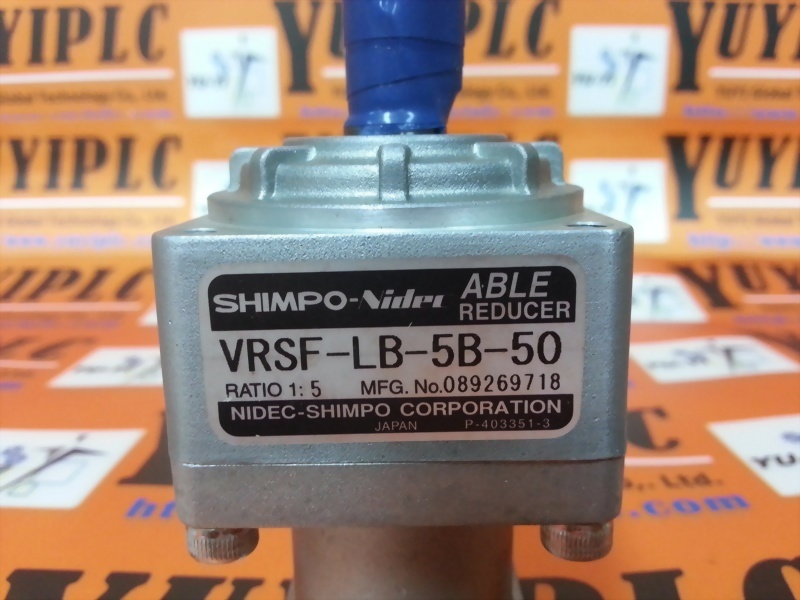 YUYIPLC
YUYIPLC
YUYIPLC
SHIMPO-Nidec ABLE REDUCER
VRSF-LB-5B-50
RATIO 1: 5 MFG. No.089269718
NIDEC-SHIMPO CORPORATION
JAPAN P-403351-3